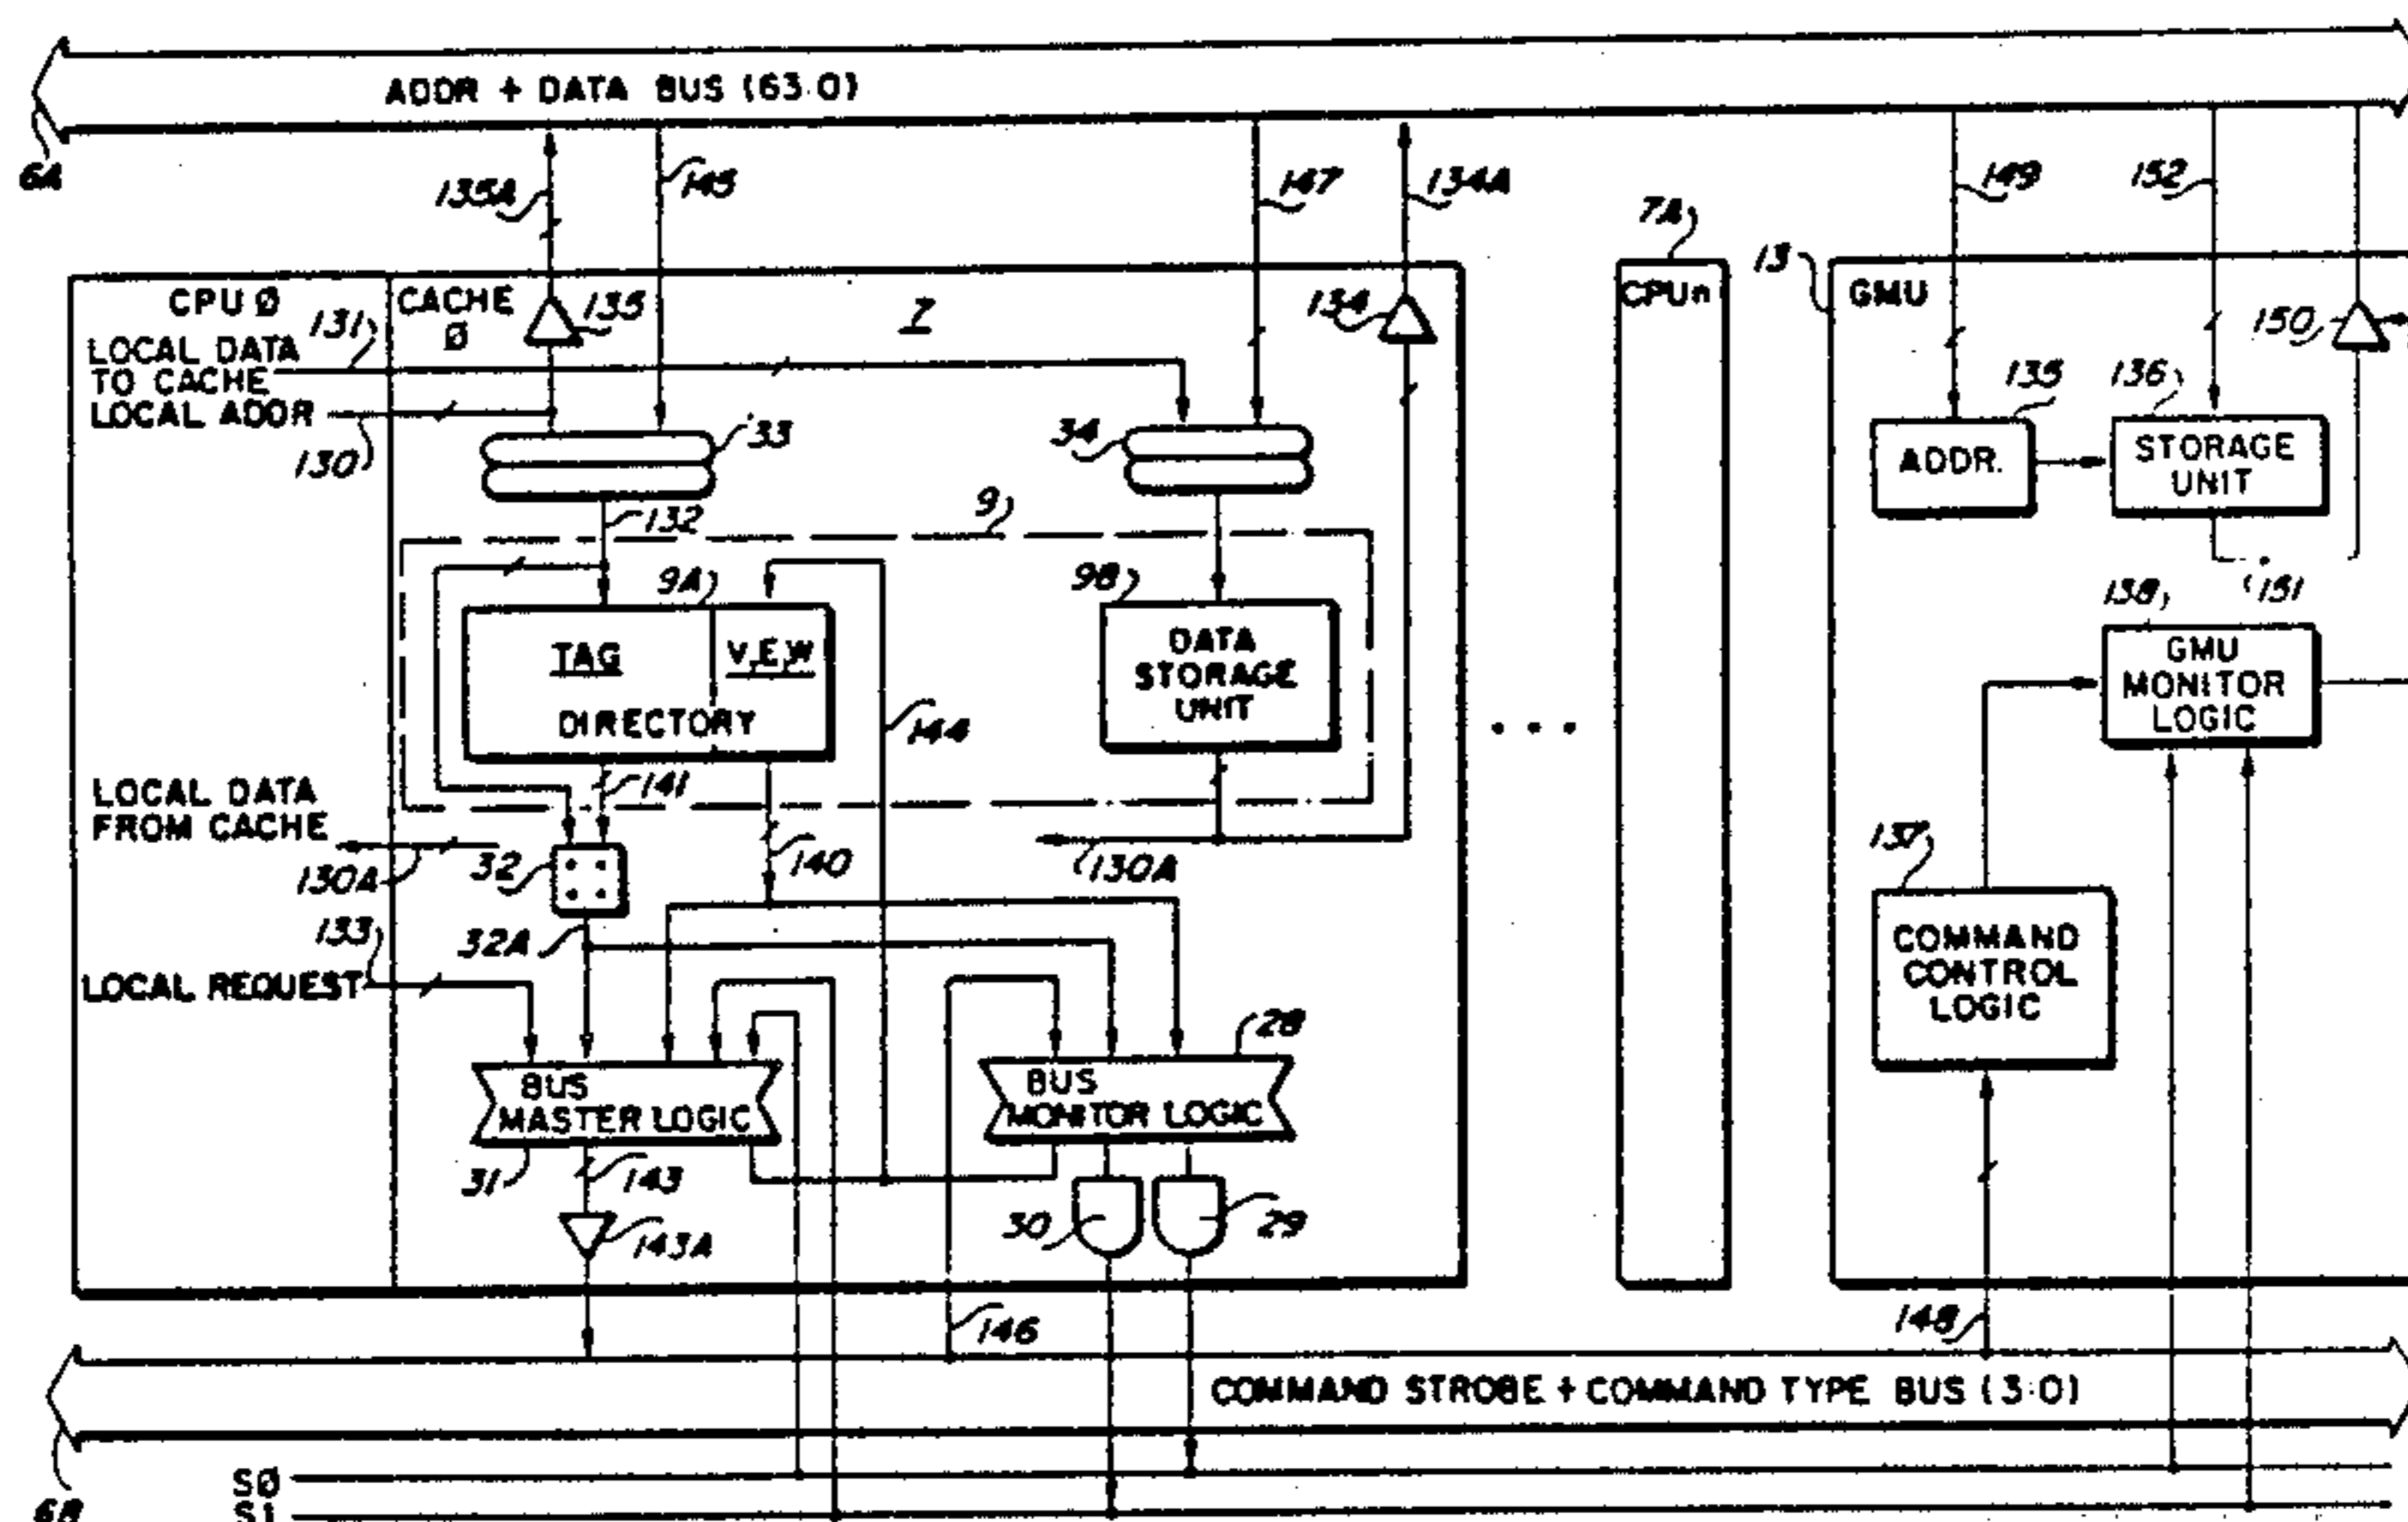 ADDR + DATA BUS (63:0)
6A
135A
145
147
134A
149
152
7A
13
CPU Ø
CACHE
Ø
135
7
134
CPUn
GMU
150
131
LOCAL DATA
TO CACHE
LOCAL ADDR
130
33
34
135
136
ADDR.
STORAGE
UNIT
132
9
151
9A
9B
138
TAG
V,E,W
DIRECTORY
DATA
STORAGE
UNIT
GMU
MONITOR
LOGIC
144
141
LOCAL DATA
FROM CACHE
130A
32
140
130A
137
COMMAND
CONTROL
LOGIC
133
32A
LOCAL REQUEST
28
BUS
MASTER LOGIC
BUS
MONITOR LOGIC
31
143
143A
30
29
146
148
COMMAND STROBE + COMMAND TYPE BUS (3:0)
6B
SØ
S1